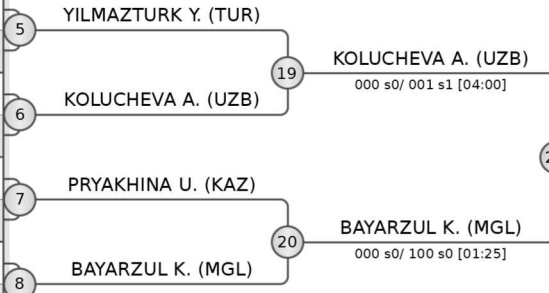 YILMAZTURK Y. (TUR)
5
KOLUCHEVA A. (UZB)
19
000 s0/ 001 s1 [04:00]
KOLUCHEVA A. (UZB)
6
PRYAKHINA U. (KAZ)
7
BAYARZUL K. (MGL)
20
000 s0/ 100 s0 [01:25]
BAYARZUL K. (MGL)
8